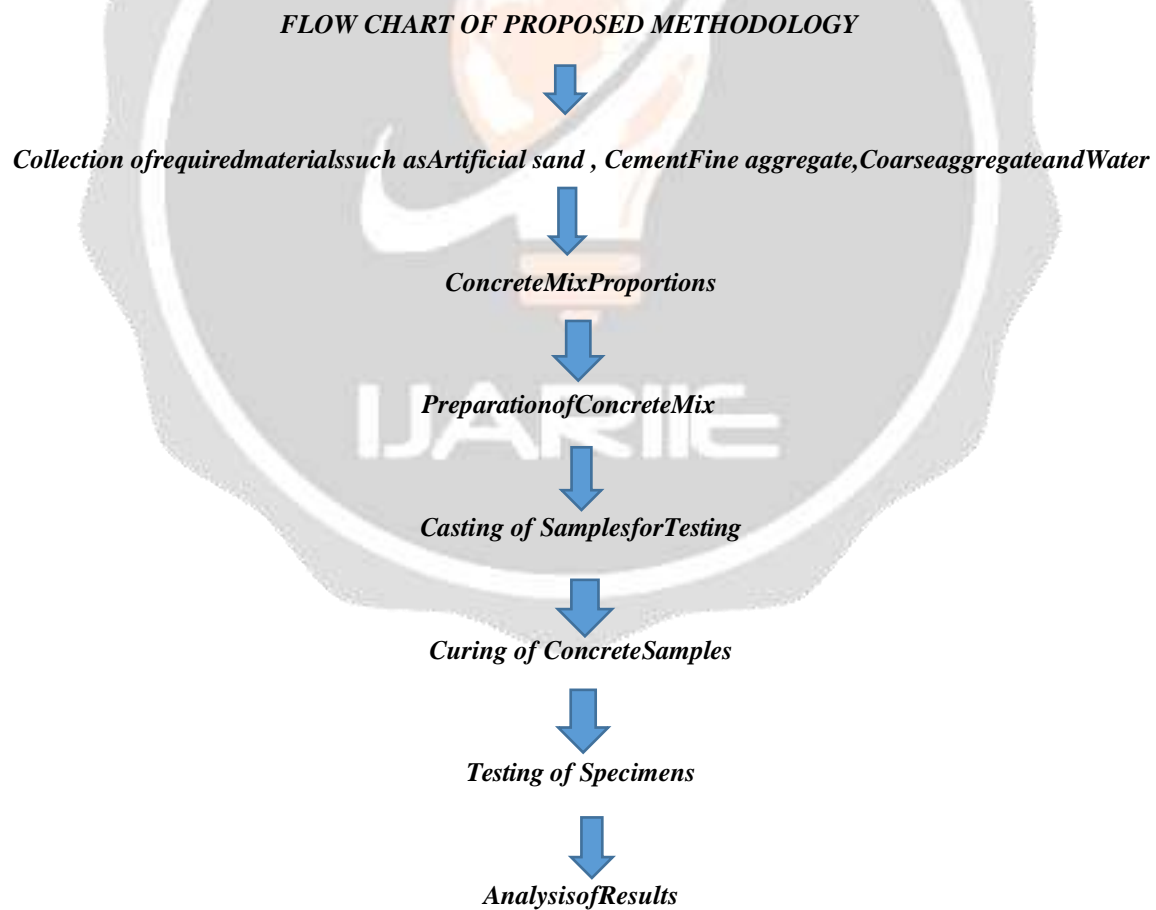 FLOW CHART OF PROPOSED METHODOLOGY
Collection ofrequiredmaterialssuch asArtificial sand , CementFine aggregate,CoarseaggregateandWater
ConcreteMixProportions
PreparationofConcreteMix
IJARIIE
Casting of SamplesforTesting
Curing of ConcreteSamples
Testing of Specimens
AnalysisofResults